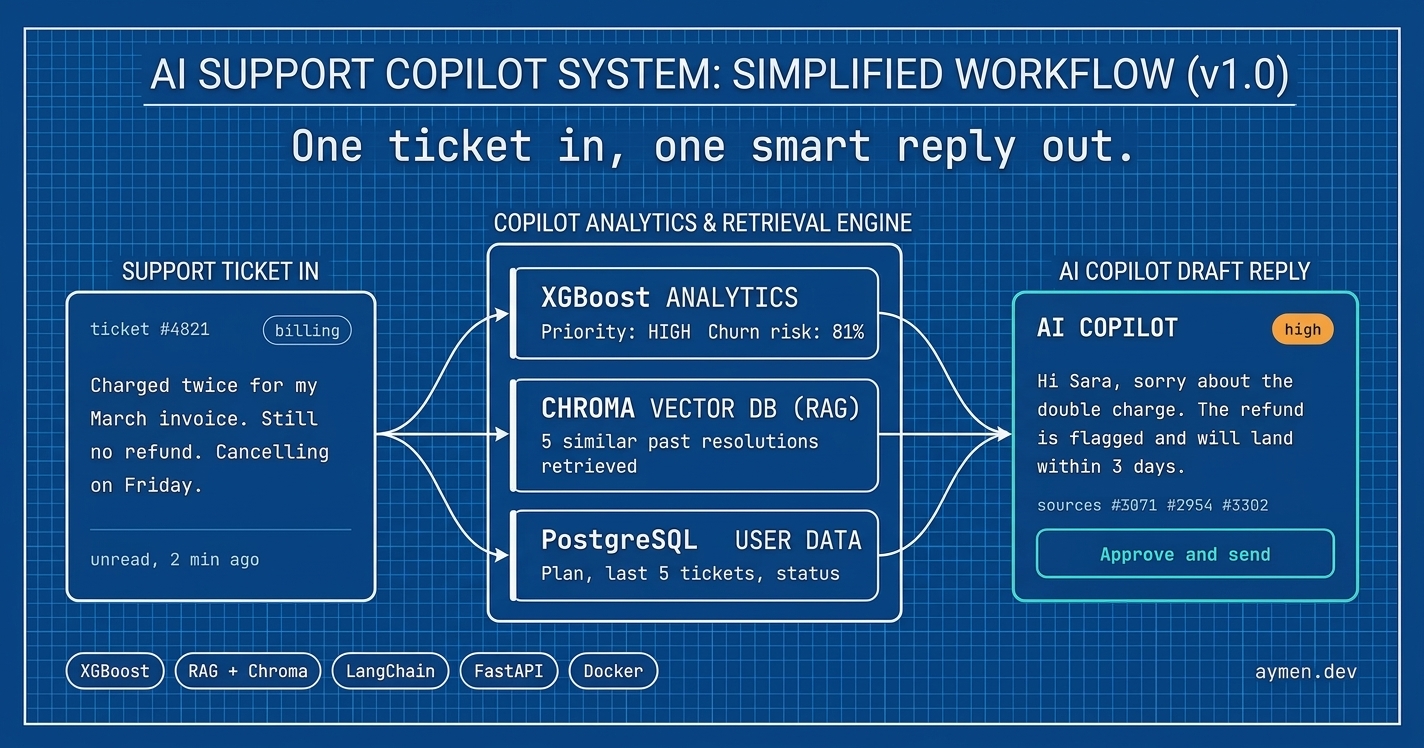 AI SUPPORT COPILOT SYSTEM: SIMPLIFIED WORKFLOW (v1.0)
One ticket in, one smart reply out.
SUPPORT TICKET IN
ticket #4821 billing
Charged twice for my
March invoice. Still
no refund. Cancelling
on Friday.
unread, 2 min ago
COPILOT ANALYTICS & RETRIEVAL ENGINE
XGBoost ANALYTICS
Priority: HIGH Churn risk: 81%
CHROMA VECTOR DB (RAG)
5 similar past resolutions
retrieved
PostgreSQL USER DATA
Plan, last 5 tickets, status
AI COPILOT DRAFT REPLY
AI COPILOT high
Hi Sara, sorry about the
double charge. The refund
is flagged and will land
within 3 days.
sources #3071 #2954 #3302
Approve and send
XGBoost RAG + Chroma LangChain FastAPI Docker
aymen.dev